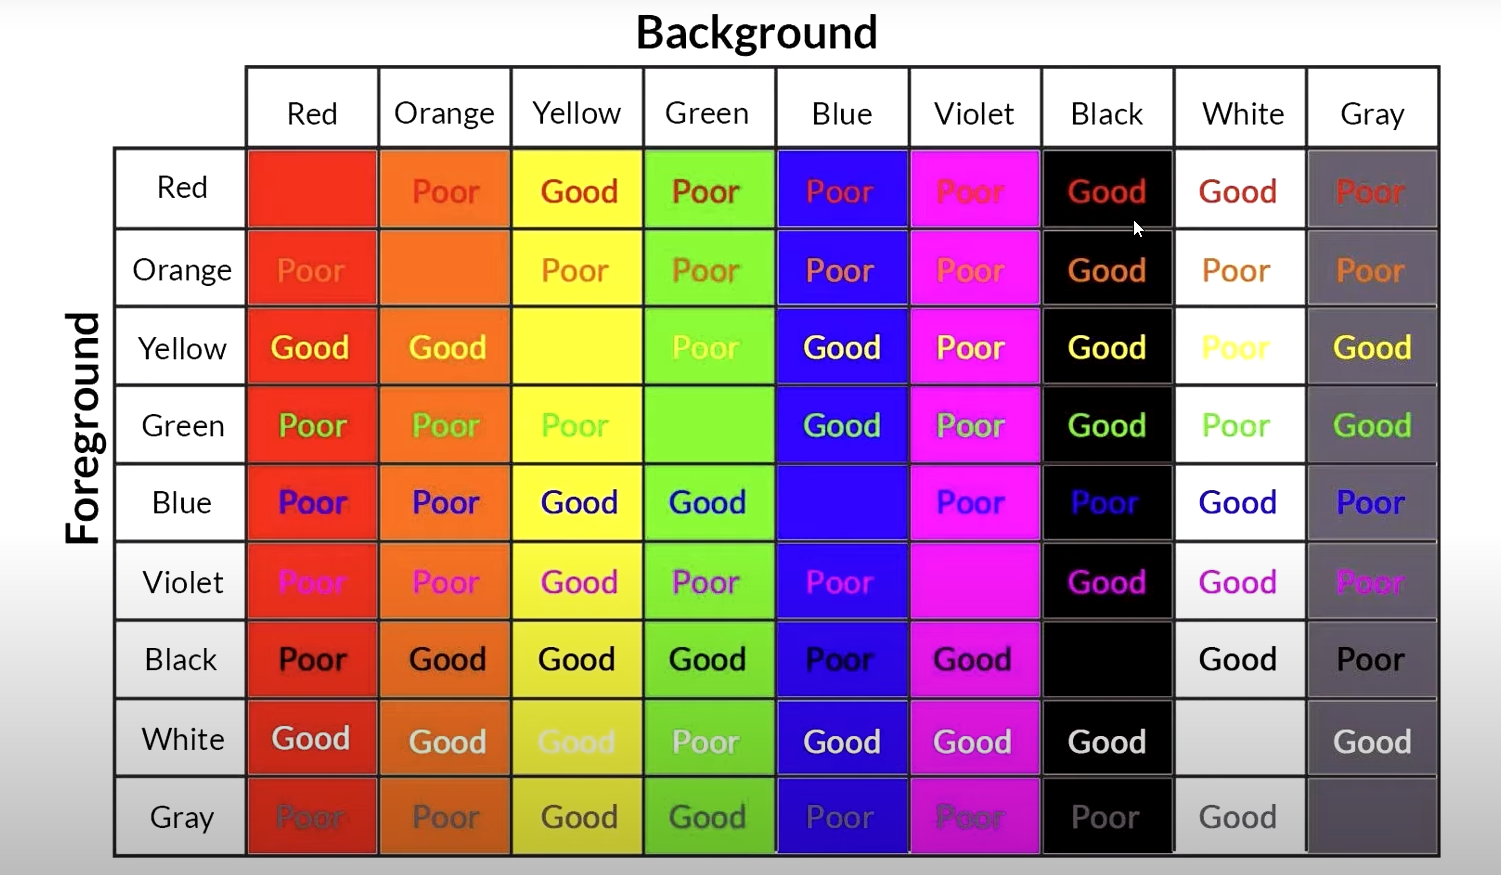 Background
Red Orange Yellow Green Blue Violet Black White Gray
Foreground
Red Poor Good Poor Poor Poor Good Good Poor
Orange Poor Poor Poor Poor Poor Good Poor Poor
Yellow Good Good Poor Good Poor Good Poor Good
Green Poor Poor Poor Good Poor Good Poor Good
Blue Poor Poor Good Good Poor Poor Good Poor
Violet Poor Poor Good Poor Poor Good Good Poor
Black Poor Good Good Good Poor Good Good Poor
White Good Good Good Poor Good Good Good Good
Gray Poor Poor Good Good Poor Poor Poor Good